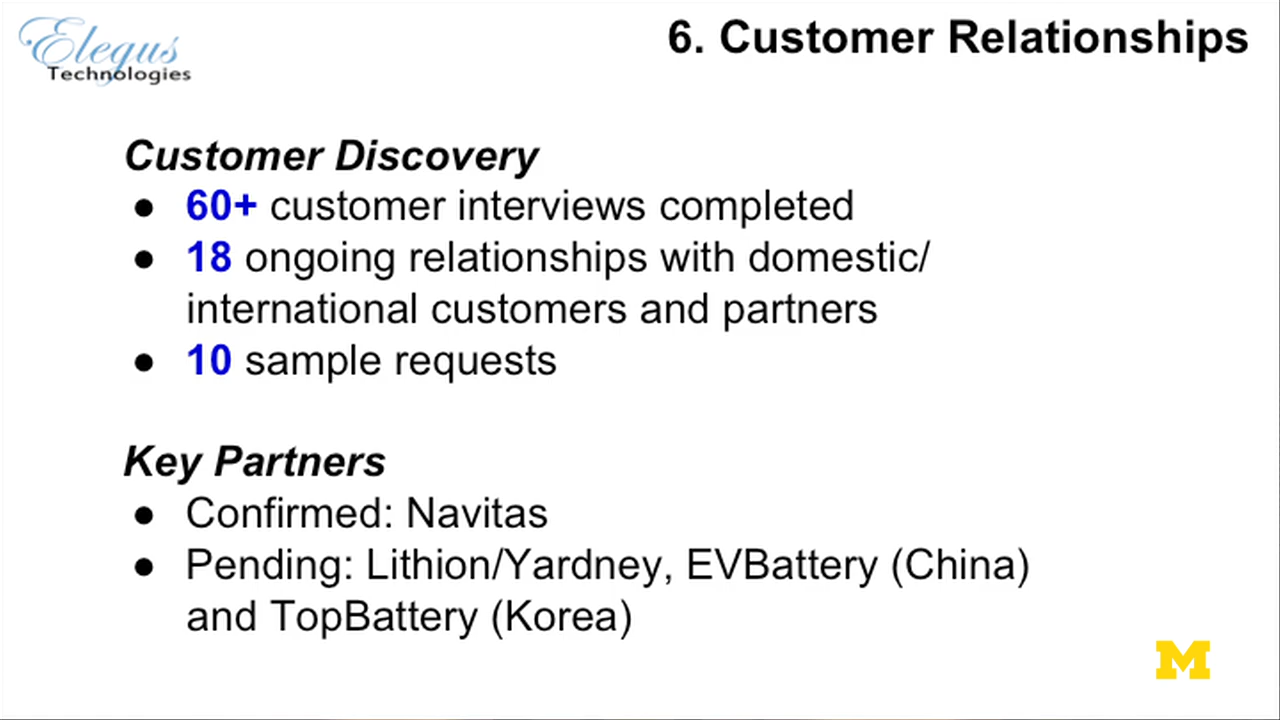 Elegus
Technologies
6. Customer Relationships
Customer Discovery
● 60+ customer interviews completed
● 18 ongoing relationships with domestic/
international customers and partners
● 10 sample requests
Key Partners
● Confirmed: Navitas
● Pending: Lithion/Yardney, EVBattery (China)
and TopBattery (Korea)
M